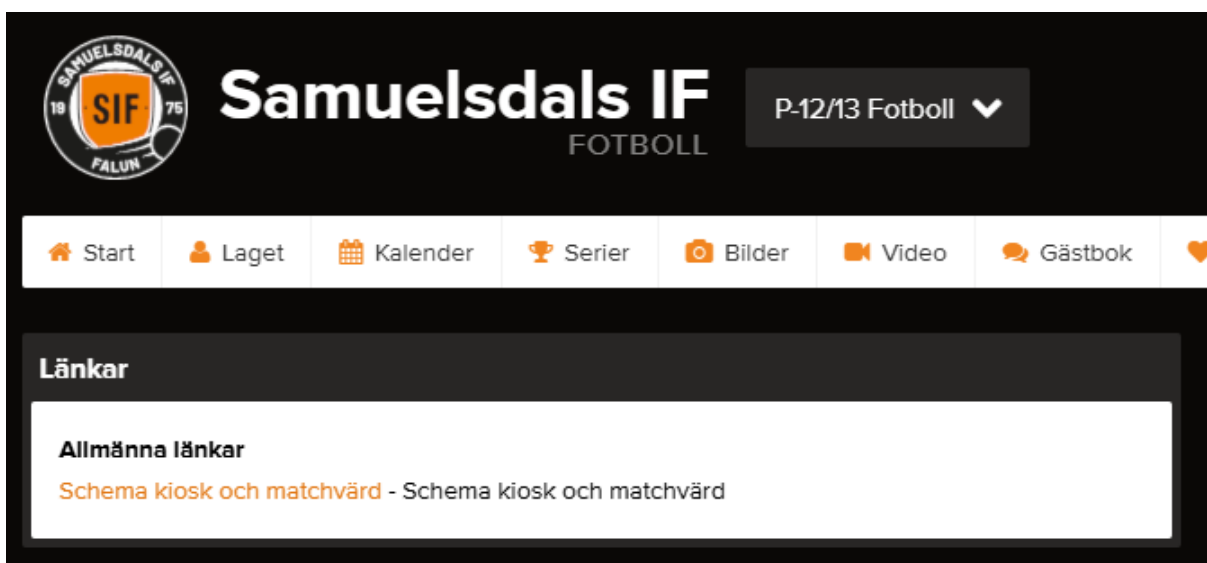 SAMUELSDALS IF
19 SIF 75
FALUN
Samuelsdals IF
FOTBOLL
P-12/13 Fotboll
Start Laget Kalender Serier Bilder Video Gästbok
Länkar
Allmänna länkar
Schema kiosk och matchvärd - Schema kiosk och matchvärd